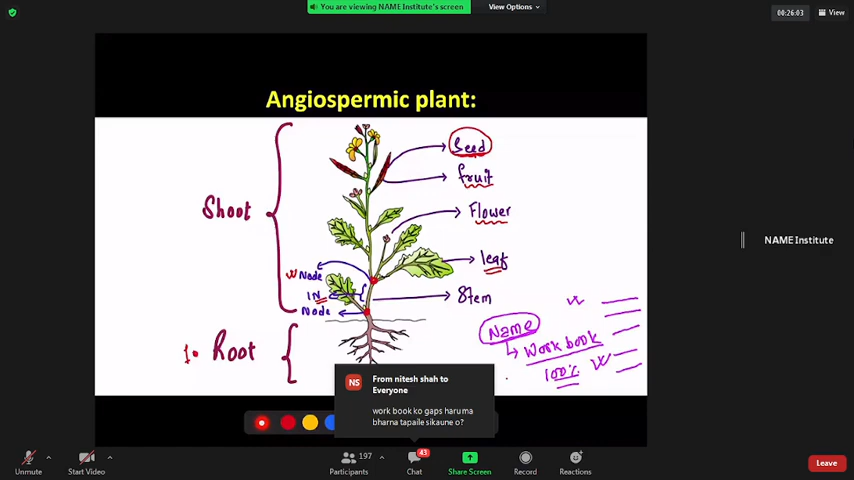 You are viewing NAME Institute's screen
View Options
00:26:03
View
Angiospermic plant:
Seed
fruit
Flower
leaf
Stem
Shoot
Node
IN
Node
Root
Name
Work book
100%
NAME Institute
NS
From nitesh shah to
Everyone
work book ko gaps haru ma
bharna tapaile sikaune o?
Unmute
Start Video
197
Participants
43
Chat
Share Screen
Record
Reactions
Leave